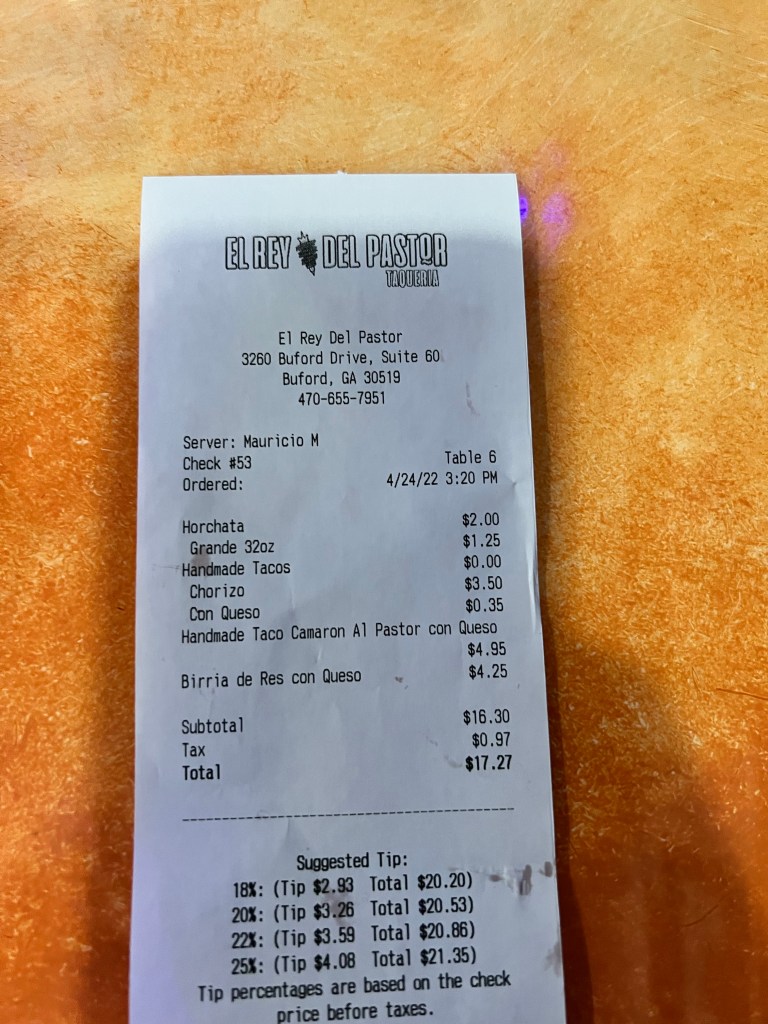 EL REY DEL PASTOR
TAQUERIA
El Rey Del Pastor
3260 Buford Drive, Suite 60
Buford, GA 30519
470-655-7951
Server: Mauricio M
Check #53 Table 6
Ordered: 4/24/22 3:20 PM
Horchata $2.00
Grande 32oz $1.25
Handmade Tacos $0.00
Chorizo $3.50
Con Queso $0.35
Handmade Taco Camaron Al Pastor con Queso
$4.95
Birria de Res con Queso $4.25
Subtotal $16.30
Tax $0.97
Total $17.27
Suggested Tip:
18%: (Tip $2.93 Total $20.20)
20%: (Tip $3.26 Total $20.53)
22%: (Tip $3.59 Total $20.86)
25%: (Tip $4.08 Total $21.35)
Tip percentages are based on the check
price before taxes.